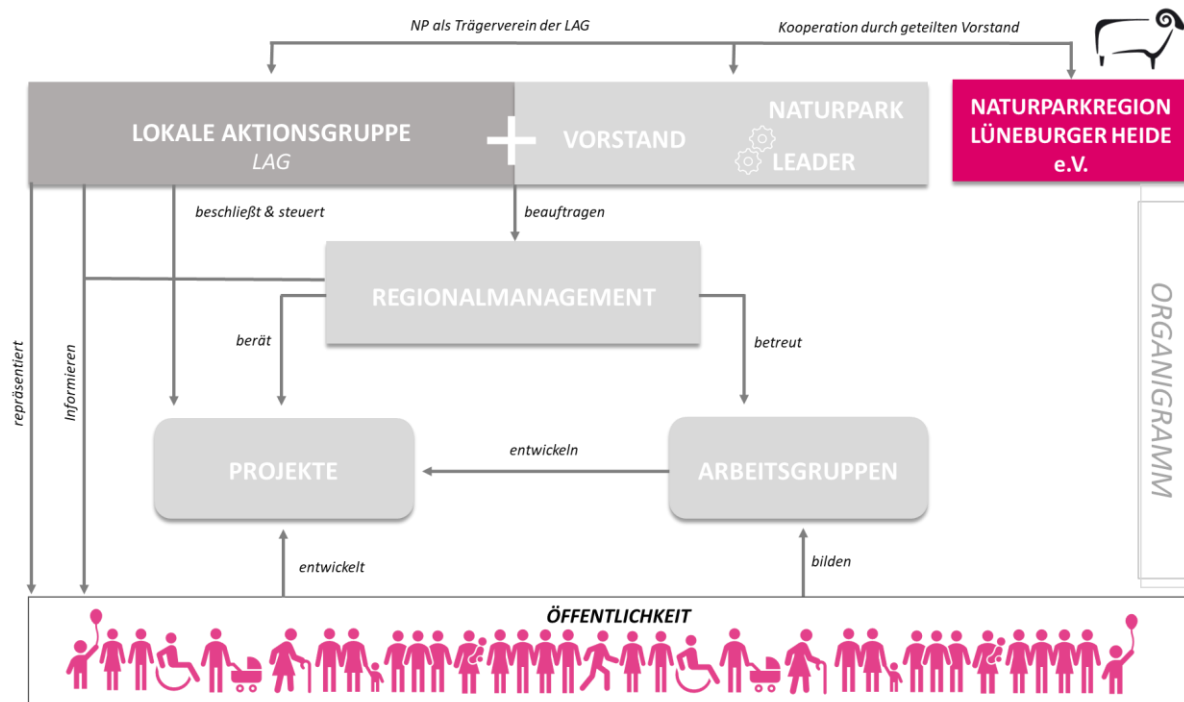 NP als Trägerverein der LAG
Kooperation durch geteilten Vorstand
LOKALE AKTIONSGRUPPE
LAG
VORSTAND
NATURPARK
LEADER
NATURPARKREGION
LÜNEBURGER HEIDE
e.V.
beschließt & steuert
beauftragen
REGIONALMANAGEMENT
berät
betreut
repräsentiert
Informieren
ORGANIGRAMM
PROJEKTE
entwickeln
ARBEITSGRUPPEN
entwickelt
bilden
ÖFFENTLICHKEIT